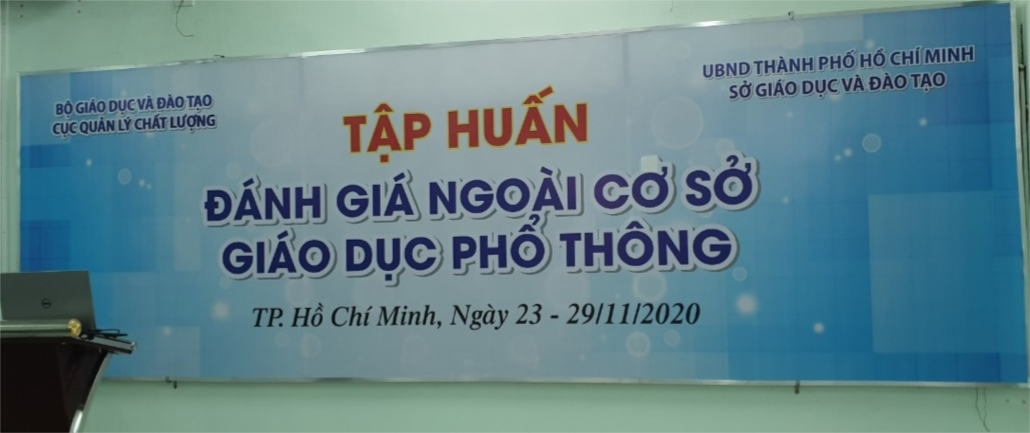 BỘ GIÁO DỤC VÀ ĐÀO TẠO
CỤC QUẢN LÝ CHẤT LƯỢNG
UBND THÀNH PHỐ HỒ CHÍ MINH
SỞ GIÁO DỤC VÀ ĐÀO TẠO
TẬP HUẤN
ĐÁNH GIÁ NGOÀI CƠ SỞ
GIÁO DỤC PHỔ THÔNG
TP. Hồ Chí Minh, Ngày 23 - 29/11/2020